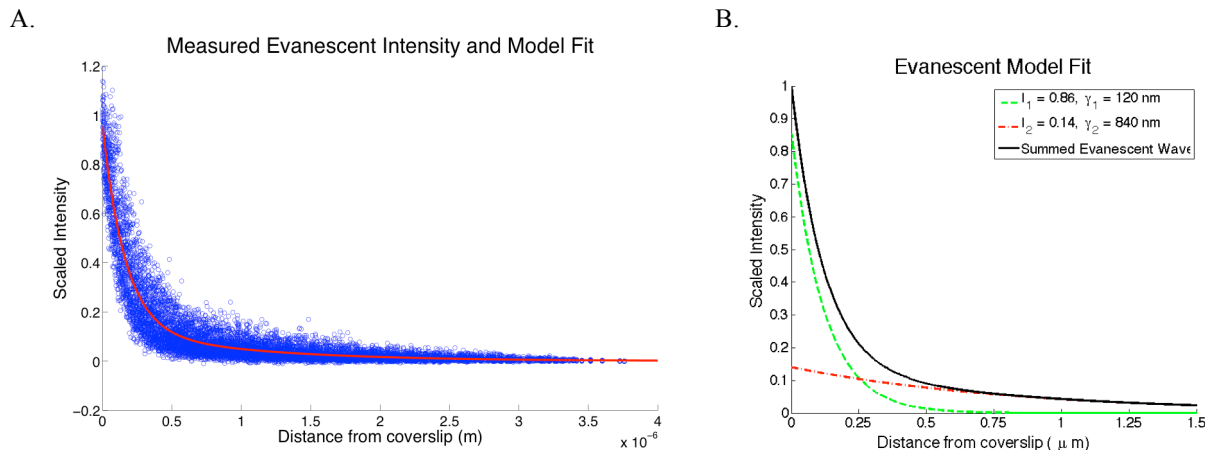 A.
Measured Evanescent Intensity and Model Fit
1.2
1
0.8
0.6
0.4
0.2
0
−0.2
Scaled Intensity
0
0.5
1
1.5
2
2.5
3
3.5
4
x 10⁻⁶
Distance from coverslip (m)
B.
Evanescent Model Fit
I₁ = 0.86, γ₁ = 120 nm
I₂ = 0.14, γ₂ = 840 nm
Summed Evanescent Wave
1
0.9
0.8
0.7
0.6
0.5
0.4
0.3
0.2
0.1
0
Scaled Intensity
0
0.25
0.5
0.75
1
1.25
1.5
Distance from coverslip ( μ m)